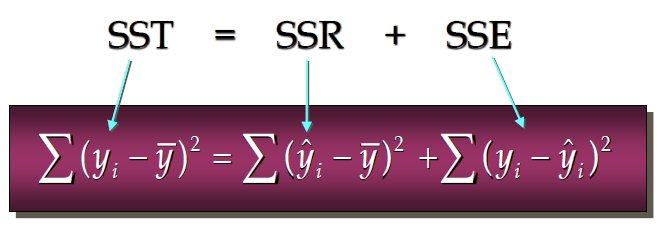 SST = SSR + SSE
∑(yᵢ − ȳ)² = ∑(ŷᵢ − ȳ)² + ∑(yᵢ − ŷᵢ)²